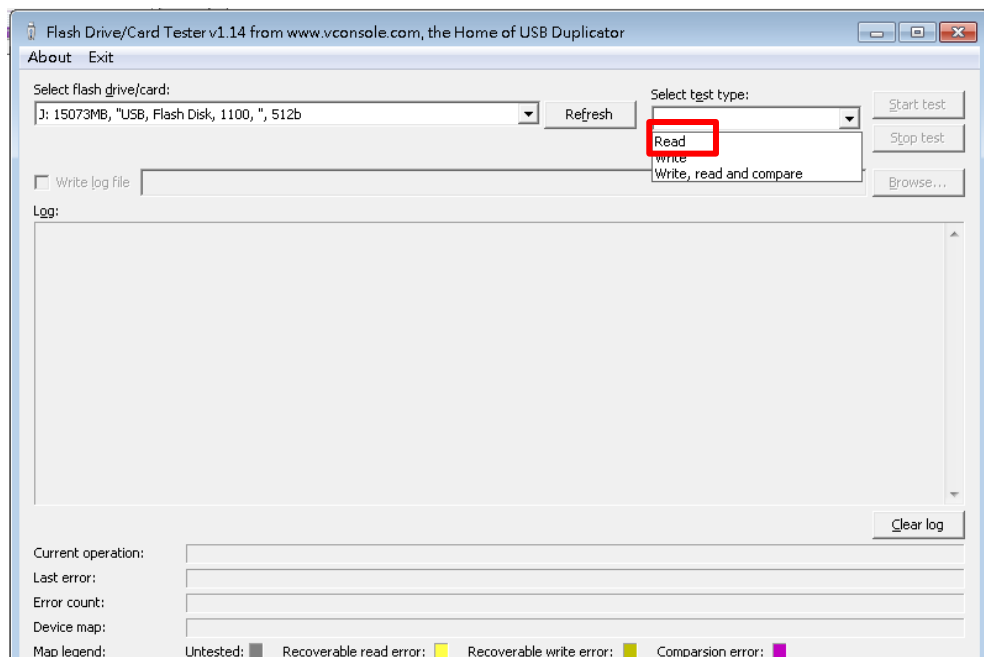 Flash Drive/Card Tester v1.14 from www.vconsole.com, the Home of USB Duplicator
About Exit
Select flash drive/card:
J: 15073MB, "USB, Flash Disk, 1100, ", 512b
Refresh
Select test type:
Read
Write
Write, read and compare
Start test
Stop test
Write log file
Browse...
Log:
Clear log
Current operation:
Last error:
Error count:
Device map:
Map legend: Untested: Recoverable read error: Recoverable write error: Comparsion error: